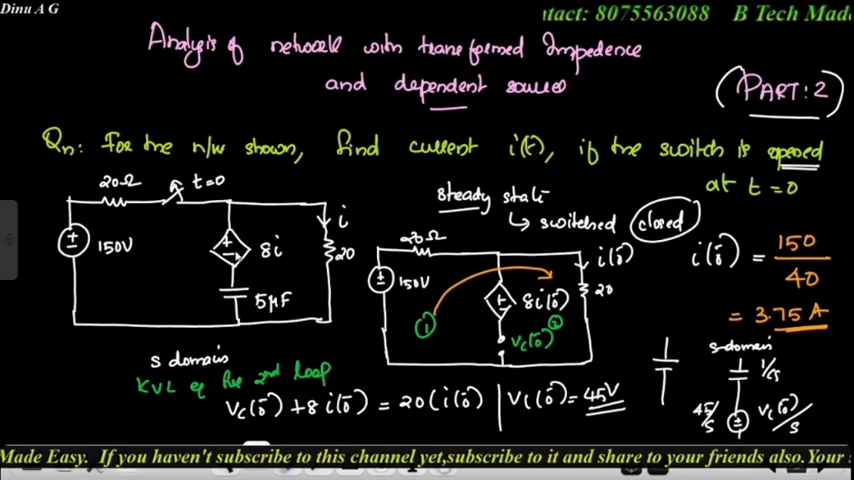 Dinu A G
ntact: 8075563088 B Tech Made
Analysis of network with transformed Impedence
and dependent source
(PART:2)
Qn: For the n/w shown, find current i(t), if the switch is opened
at t=0
20Ω t=0
150V
8i
5μF
i
20
steady state
↳ switched closed
20Ω
150V
8i(0⁻)
i(0⁻)
20
①
②
Vc(0⁻)
i(0⁻) = 150/40
= 3.75 A
s domain
KVL eq for 2nd loop
Vc(0⁻) + 8i(0⁻) = 20(i(0⁻) | Vc(0⁻) = 45V
s-domain
1/Cs
45/s
Vc(0⁻)/s
Made Easy. If you haven't subscribe to this channel yet,subscribe to it and share to your friends also.Your s